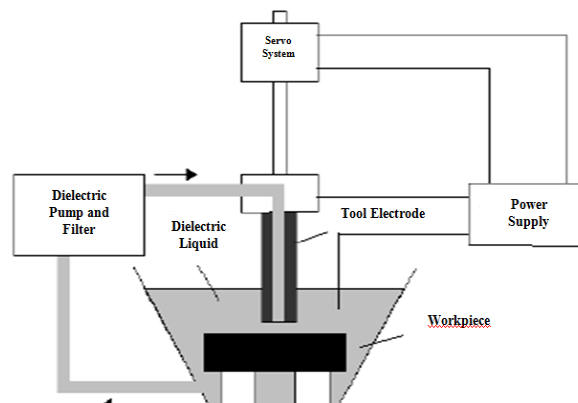 Servo
System
Dielectric
Pump and
Filter
Dielectric
Liquid
Tool Electrode
Power
Supply
Workpiece